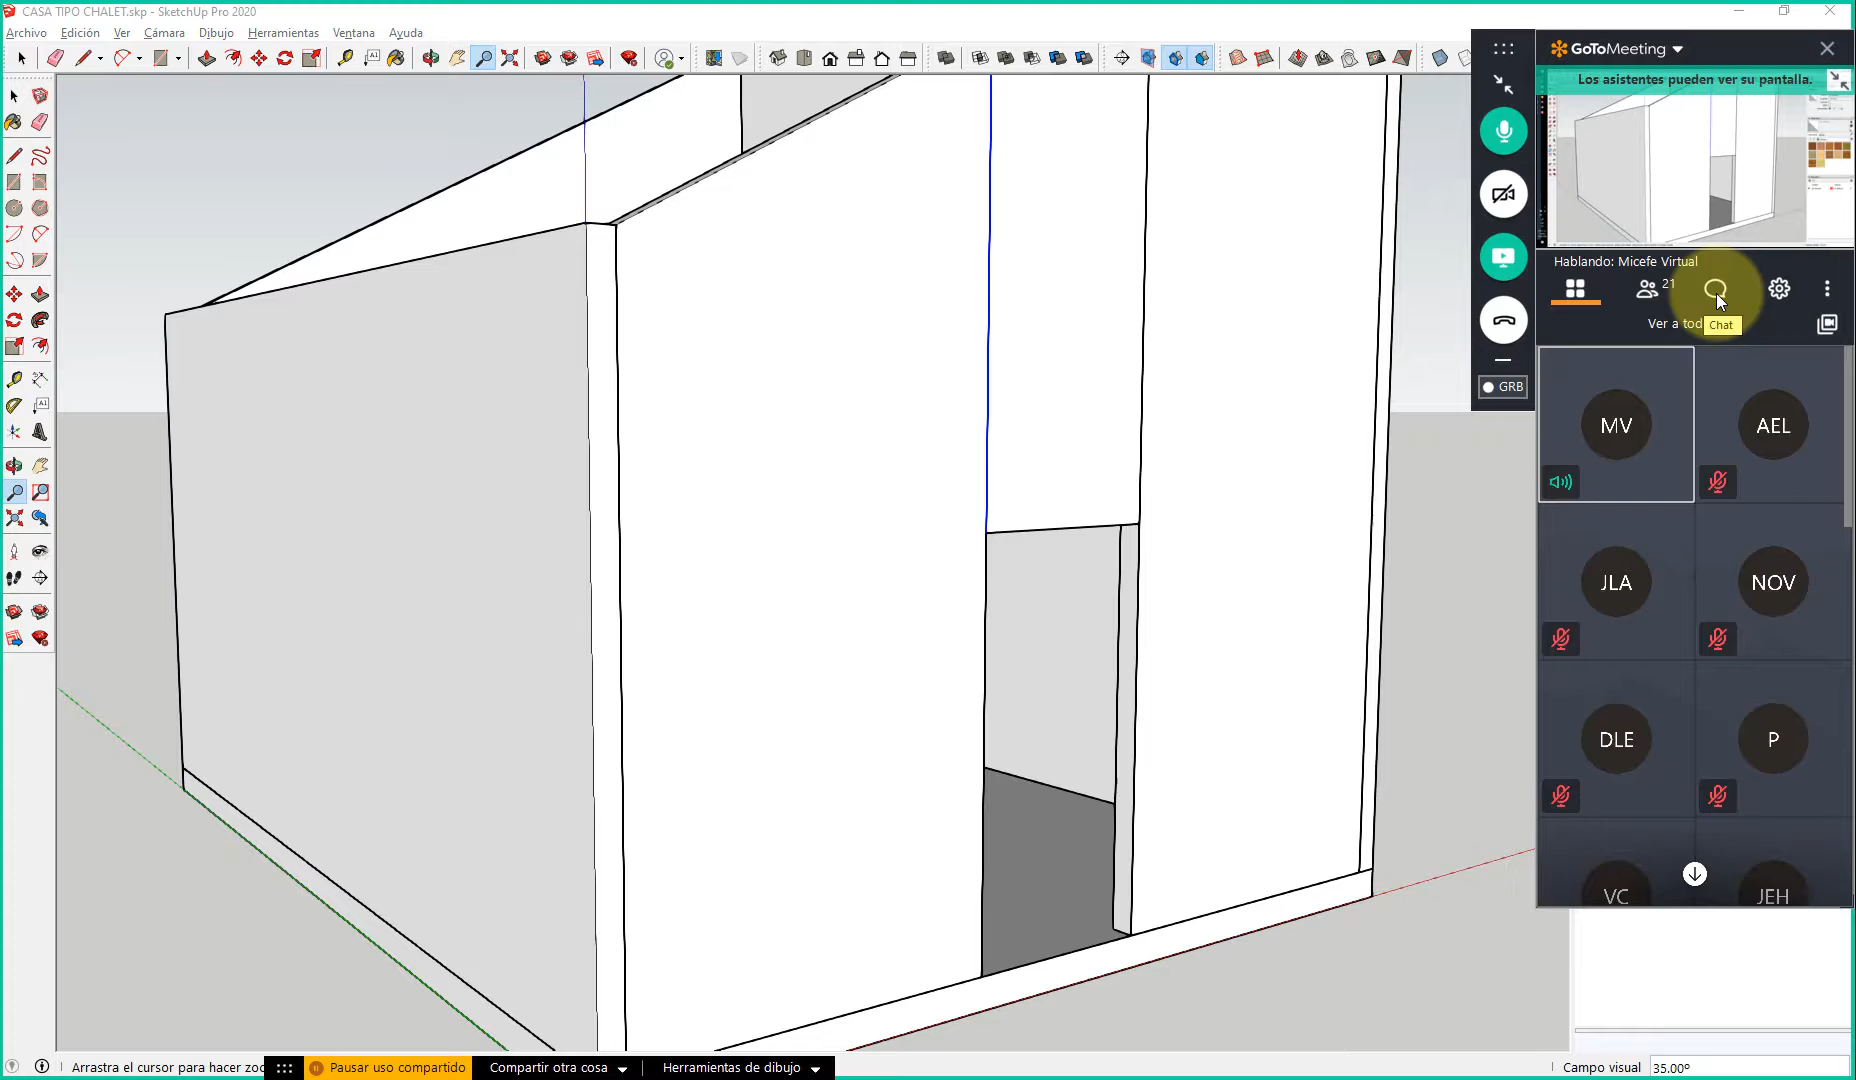 CASA TIPO CHALET.skp - SketchUp Pro 2020
Archivo Edición Ver Cámara Dibujo Herramientas Ventana Ayuda
GoToMeeting
Los asistentes pueden ver su pantalla.
Hablando: Micefe Virtual
21
Ver a tod
Chat
GRB
MV
AEL
JLA
NOV
DLE
P
VC
JEH
Arrastra el cursor para hacer zoo
Pausar uso compartido
Compartir otra cosa
Herramientas de dibujo
Campo visual
35.00º